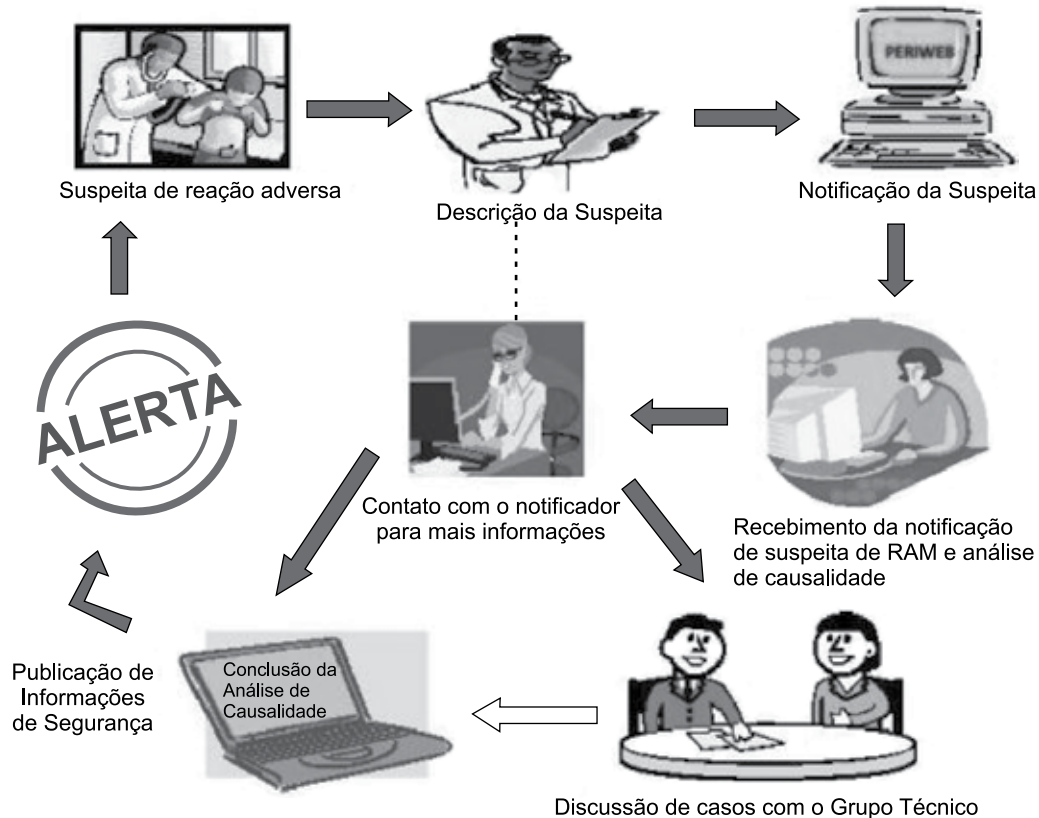 PERIWEB
Suspeita de reação adversa
Descrição da Suspeita
Notificação da Suspeita
ALERTA
Contato com o notificador
para mais informações
Recebimento da notificação
de suspeita de RAM e análise
de causalidade
Publicação de
Informações
de Segurança
Conclusão da
Análise de
Causalidade
Discussão de casos com o Grupo Técnico